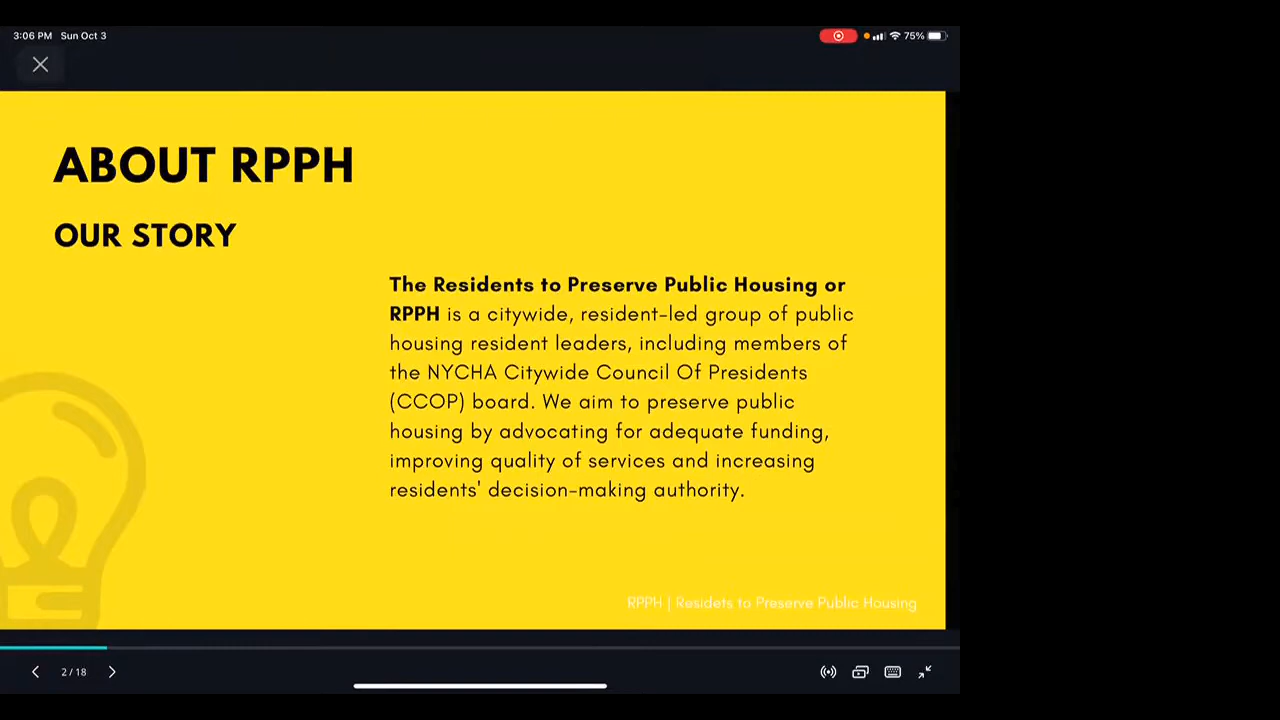 3:06 PM Sun Oct 3
75%
ABOUT RPPH
OUR STORY
The Residents to Preserve Public Housing or
RPPH is a citywide, resident-led group of public
housing resident leaders, including members of
the NYCHA Citywide Council Of Presidents
(CCOP) board. We aim to preserve public
housing by advocating for adequate funding,
improving quality of services and increasing
residents' decision-making authority.
RPPH | Residets to Preserve Public Housing
2 / 18